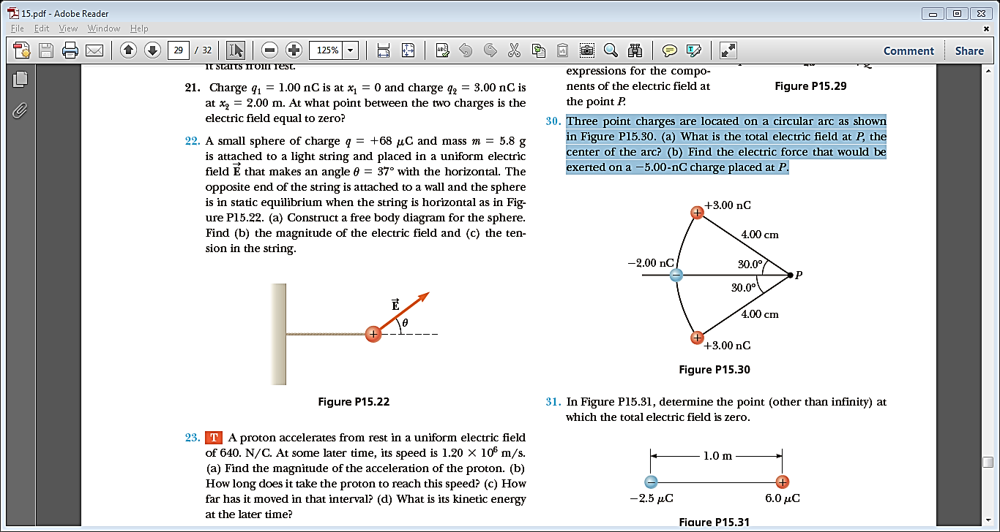 15.pdf - Adobe Reader
File Edit View Window Help
29 / 32 125% Comment Share
it starts from rest.
21. Charge q₁ = 1.00 nC is at x₁ = 0 and charge q₂ = 3.00 nC is
at x₂ = 2.00 m. At what point between the two charges is the
electric field equal to zero?
22. A small sphere of charge q = +68 μC and mass m = 5.8 g
is attached to a light string and placed in a uniform electric
field E⃗ that makes an angle θ = 37° with the horizontal. The
opposite end of the string is attached to a wall and the sphere
is in static equilibrium when the string is horizontal as in Fig-
ure P15.22. (a) Construct a free body diagram for the sphere.
Find (b) the magnitude of the electric field and (c) the ten-
sion in the string.
E⃗
θ
+
Figure P15.22
23. T A proton accelerates from rest in a uniform electric field
of 640. N/C. At some later time, its speed is 1.20 × 10⁶ m/s.
(a) Find the magnitude of the acceleration of the proton. (b)
How long does it take the proton to reach this speed? (c) How
far has it moved in that interval? (d) What is its kinetic energy
at the later time?
expressions for the compo-
nents of the electric field at
the point P.
Figure P15.29
30. Three point charges are located on a circular arc as shown
in Figure P15.30. (a) What is the total electric field at P, the
center of the arc? (b) Find the electric force that would be
exerted on a −5.00-nC charge placed at P.
+3.00 nC
+
4.00 cm
−2.00 nC
30.0°
− P
30.0°
4.00 cm
+
+3.00 nC
Figure P15.30
31. In Figure P15.31, determine the point (other than infinity) at
which the total electric field is zero.
1.0 m
− +
−2.5 μC 6.0 μC
Figure P15.31